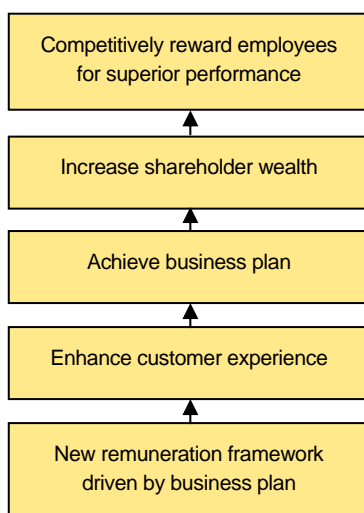 Competitively reward employees
for superior performance
Increase shareholder wealth
Achieve business plan
Enhance customer experience
New remuneration framework
driven by business plan